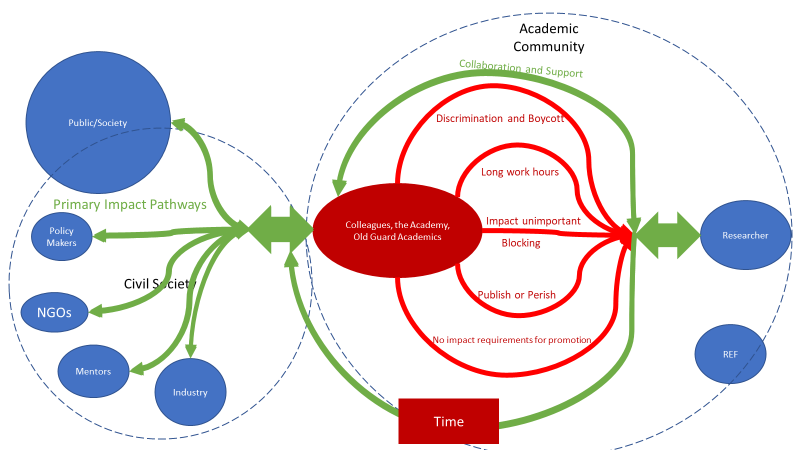 Academic
Community
Collaboration and Support
Public/Society
Discrimination and Boycott
Long work hours
Primary Impact Pathways
Policy
Makers
Colleagues, the Academy,
Old Guard Academics
Impact unimportant
Blocking
Researcher
Civil Society
NGOs
Publish or Perish
No impact requirements for promotion
REF
Mentors
Industry
Time